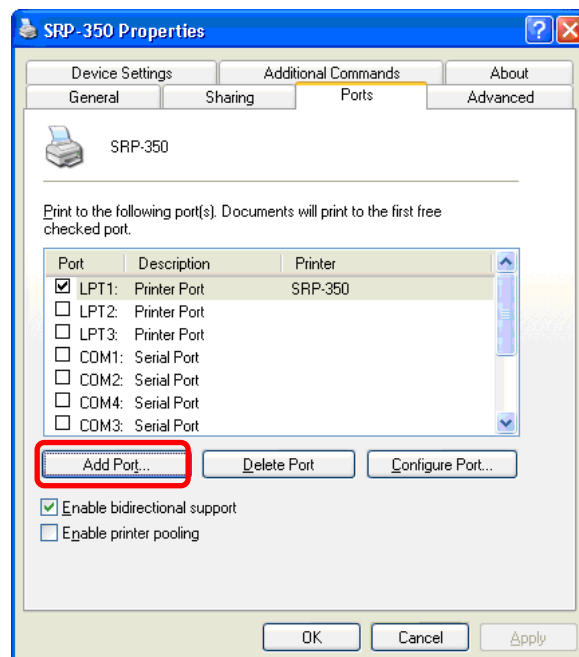 SRP-350 Properties
Device Settings Additional Commands About
General Sharing Ports Advanced
SRP-350
Print to the following port(s). Documents will print to the first free
checked port.
Port Description Printer
LPT1: Printer Port SRP-350
LPT2: Printer Port
LPT3: Printer Port
COM1: Serial Port
COM2: Serial Port
COM4: Serial Port
COM3: Serial Port
Add Port... Delete Port Configure Port...
Enable bidirectional support
Enable printer pooling
OK Cancel Apply